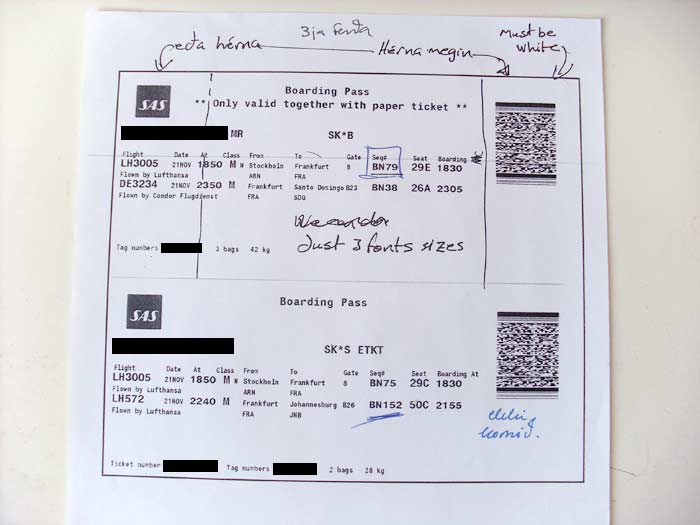 3ja ferða
eða hérna Hérna megin Must be
white
SAS Boarding Pass
** Only valid together with paper ticket **
MR SK*B
Flight Date At Class From To Gate Seq# Seat Boarding
LH3005 21NOV 1850 M N Stockholm Frankfurt 8 BN79 29E 1830
Flown by Lufthansa ARN FRA
DE3234 21NOV 2350 M Frankfurt Santo Domingo B23 BN38 26A 2305
Flown by Condor Flugdienst FRA SDQ
Just 3 fonts sizes
Tag numbers 3 bags 42 kg
SAS Boarding Pass
SK*S ETKT
Flight Date At Class From To Gate Seq# Seat Boarding At
LH3005 21NOV 1850 M N Stockholm Frankfurt 8 BN75 29C 1830
Flown by Lufthansa ARN FRA
LH572 21NOV 2240 M Frankfurt Johannesburg B26 BN152 50C 2155
Flown by Lufthansa FRA JNB
ekki
komið.
Ticket number Tag numbers 2 bags 20 kg